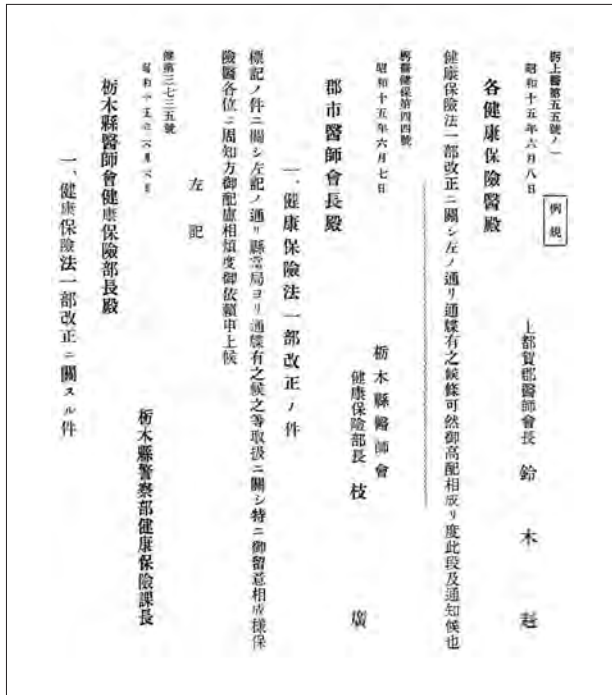 栃上醫第五五號ノ一
昭和十五年六月八日
例規
上都賀郡醫師會長 鈴木
各健康保險醫殿
健康保險法一部改正ニ關シ左ノ通リ通牒有之候條可然御高配相成リ度此段及通知候也
栃醫健保第四四號
昭和十五年六月七日
栃木縣醫師會
健康保險部長 枝 廣
郡市醫師會長殿
一、健康保險法一部改正ノ件
標記ノ件ニ關シ左記ノ通リ縣當局ヨリ通牒有之候之等取扱ニ關シ特ニ御留意相成樣保
險醫各位ニ周知方御配慮相煩度御依賴申上候
左記
健第三七三五號
昭和十五年六月 日
栃木縣警察部健康保險課長
栃木縣醫師會健康保險部長殿
一、健康保險法一部改正ニ關スル件